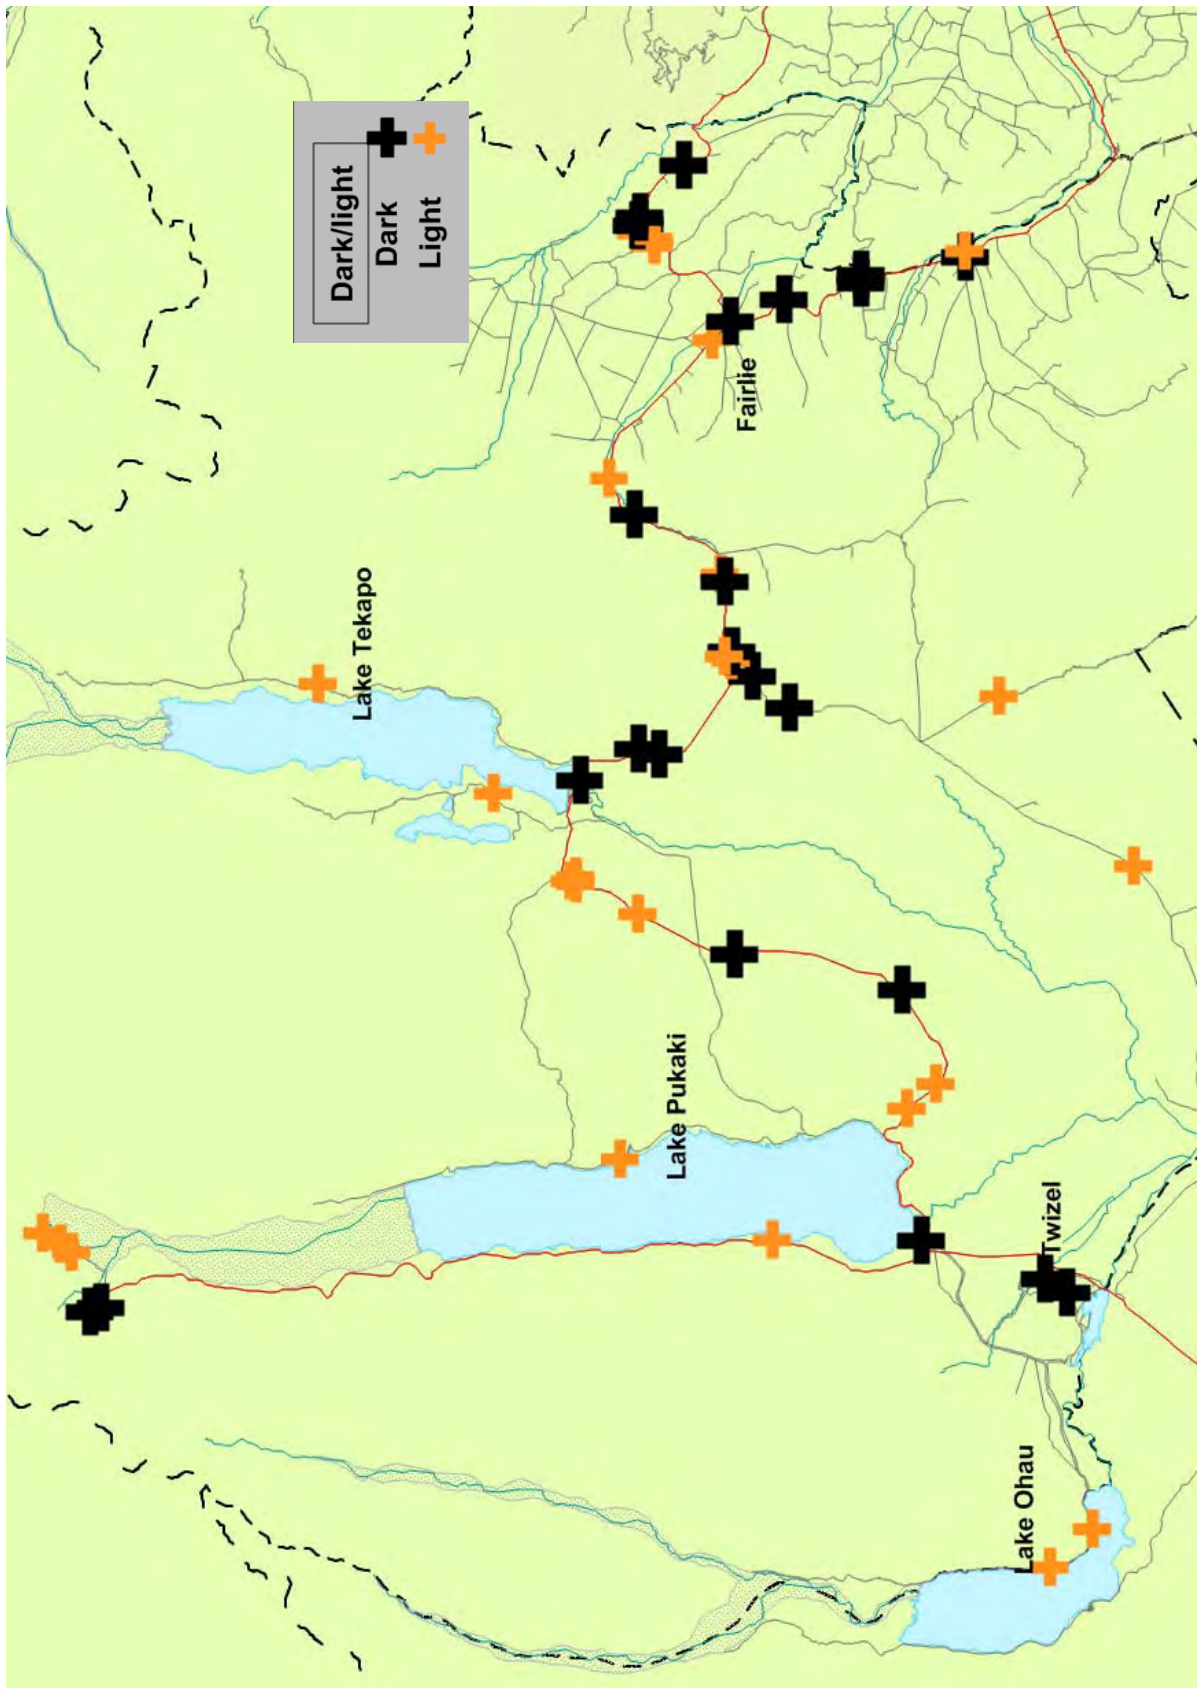 Dark/light
Dark
Light
Lake Tekapo
Fairlie
Lake Pukaki
Twizel
Lake Ohau